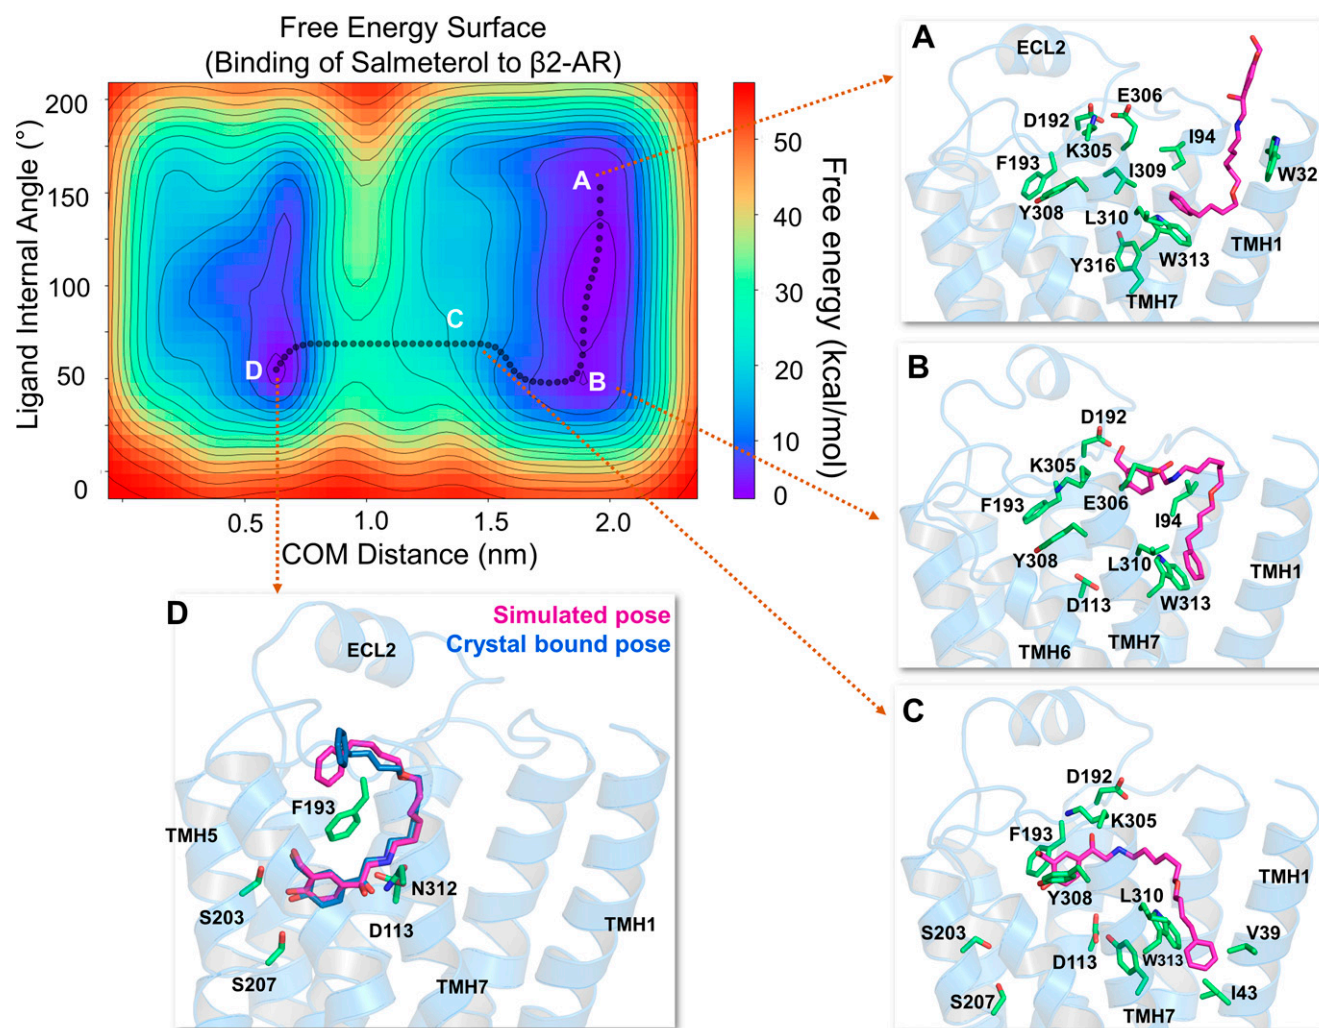 Free Energy Surface
(Binding of Salmeterol to β2-AR)
Ligand Internal Angle (°)
200
150
100
50
0
0.5
1.0
1.5
2.0
COM Distance (nm)
A
B
C
D
50
40
30
20
10
0
Free energy (kcal/mol)
A
ECL2
E306
D192
K305
I94
F193
I309
W32
Y308
L310
TMH1
W313
Y316
TMH7
B
D192
K305
F193
E306
I94
Y308
L310
TMH1
D113
W313
TMH6
TMH7
C
D192
K305
F193
TMH1
Y308
L310
S203
V39
D113
W313
S207
I43
TMH7
D
Simulated pose
Crystal bound pose
ECL2
F193
TMH5
N312
S203
D113
TMH1
S207
TMH7